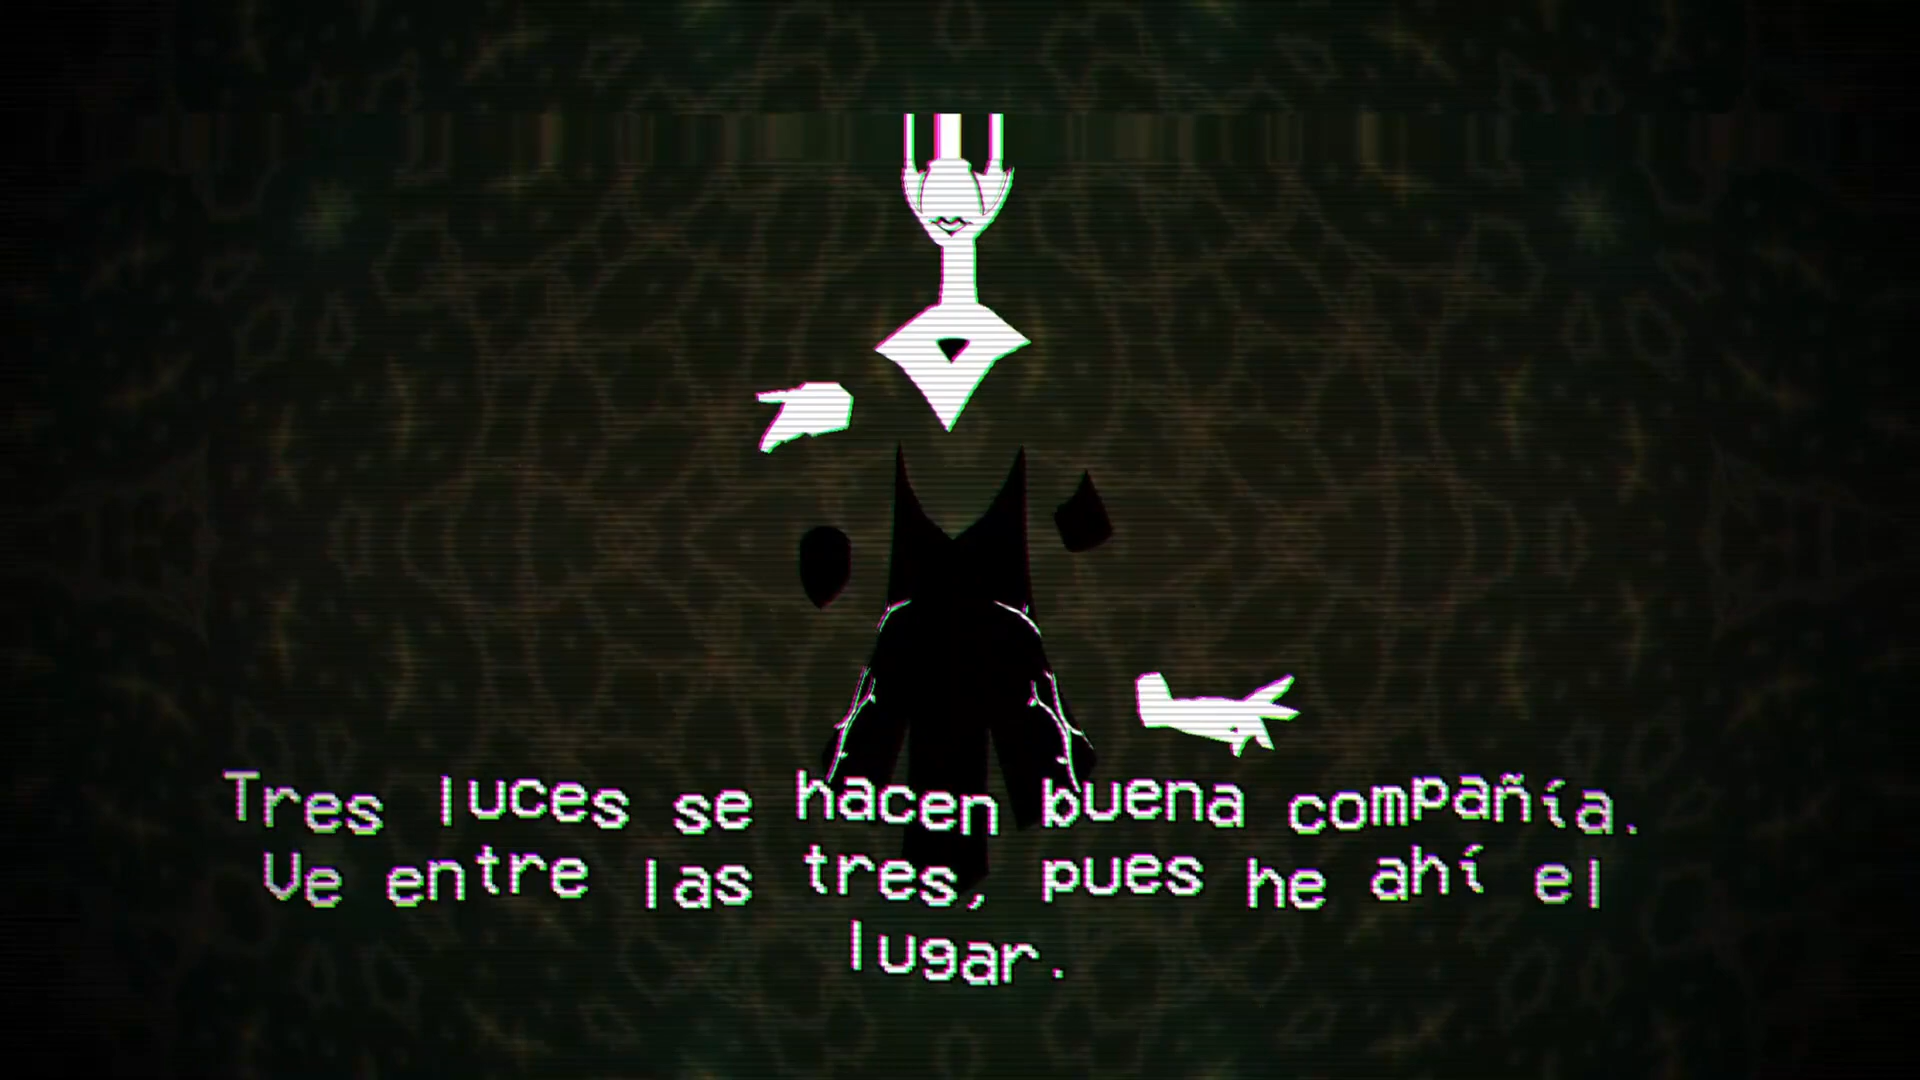 Tres luces se hacen buena compañía.
Ve entre las tres, pues he ahí el
lugar.